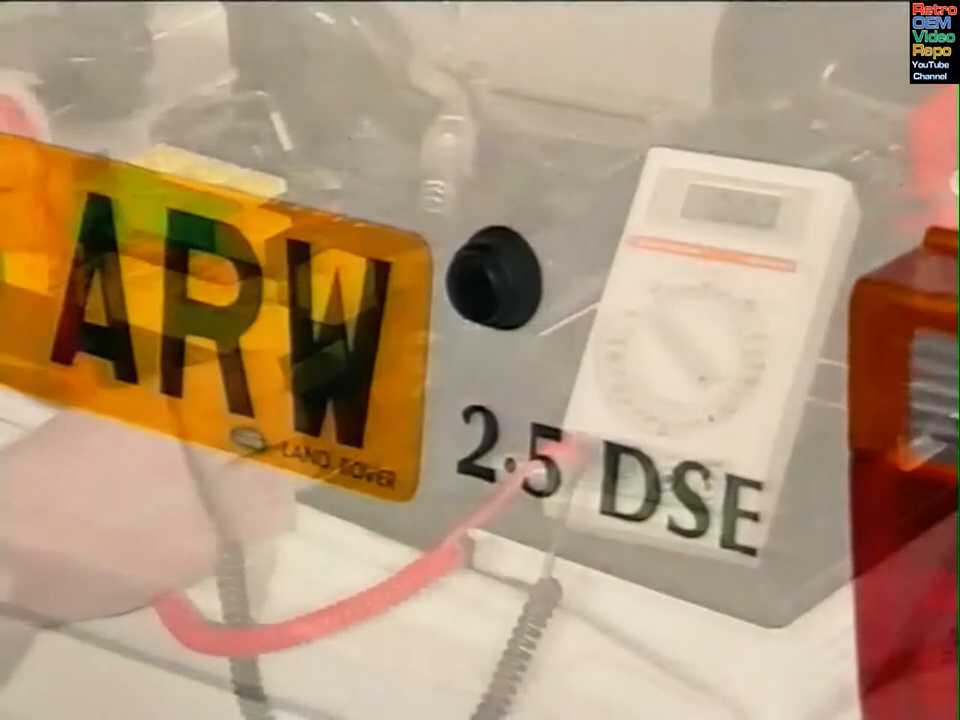 Retro
OEM
Video
Repo
YouTube
Channel
ARW
LAND ROVER
2.5 DSE